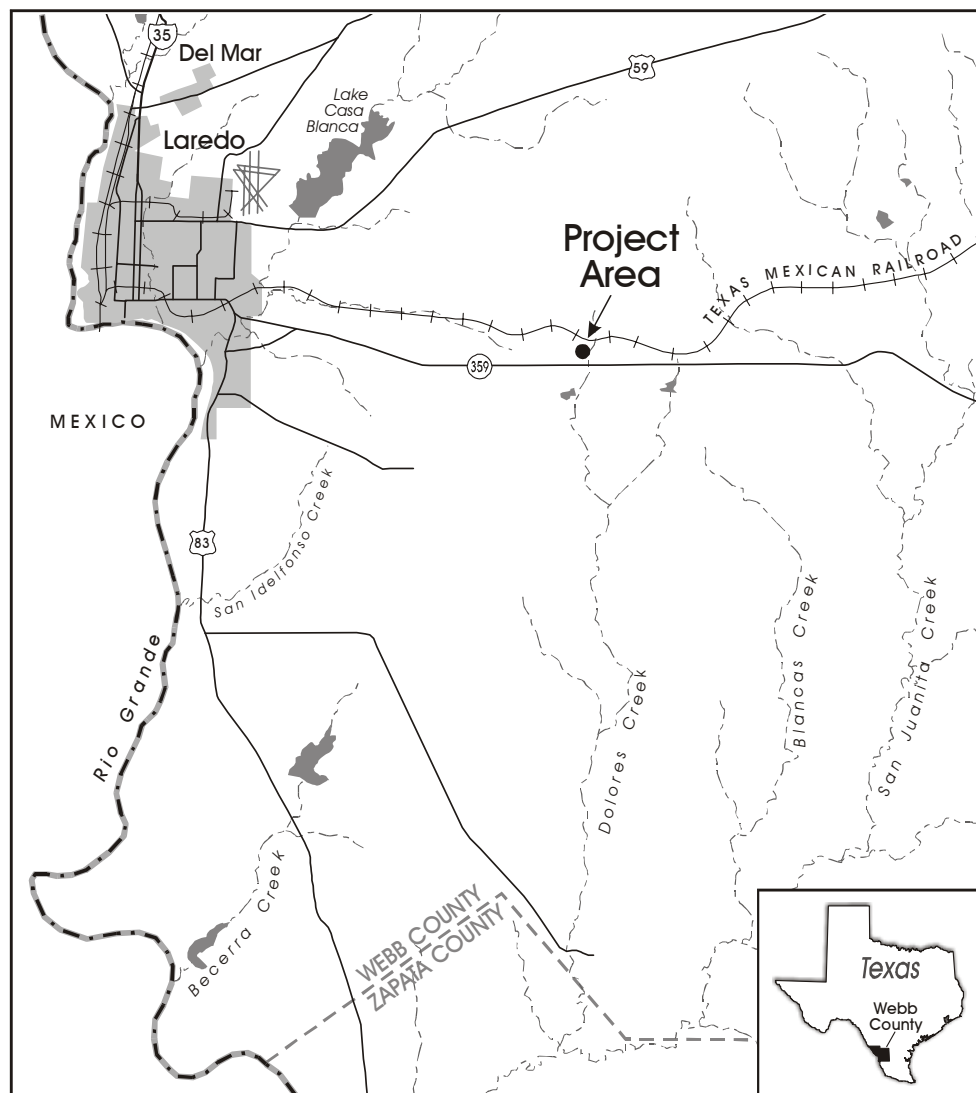 35
Del Mar
59
Lake
Casa
Blanca
Laredo
Project
Area
TEXAS MEXICAN RAILROAD
359
MEXICO
San Idelfonso Creek
83
Rio Grande
Dolores Creek
Blancas Creek
San Juanita Creek
Becerra Creek
WEBB COUNTY
ZAPATA COUNTY
Texas
Webb
County